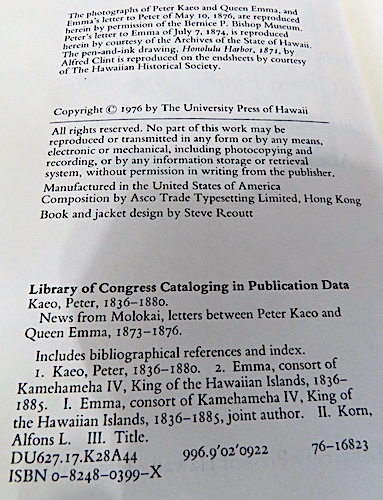 The photographs of Peter Kaeo and Queen Emma, and
Emma's letter to Peter of May 10, 1876, are reproduced
herein by permission of the Bernice P. Bishop Museum.
Peter's letter to Emma of July 7, 1874, is reproduced
herein by courtesy of the Archives of the State of Hawaii.
The pen-and-ink drawing, Honolulu Harbor, 1871, by
Alfred Clint is reproduced on the endsheets by courtesy
of The Hawaiian Historical Society.
Copyright © 1976 by The University Press of Hawaii
All rights reserved. No part of this work may be
reproduced or transmitted in any form or by any means,
electronic or mechanical, including photocopying and
recording, or by any information storage or retrieval
system, without permission in writing from the publisher.
Manufactured in the United States of America
Composition by Asco Trade Typesetting Limited, Hong Kong
Book and jacket design by Steve Reoutt
Library of Congress Cataloging in Publication Data
Kaeo, Peter, 1836–1880.
News from Molokai, letters between Peter Kaeo and
Queen Emma, 1873–1876.
Includes bibliographical references and index.
1. Kaeo, Peter, 1836–1880. 2. Emma, consort of
Kamehameha IV, King of the Hawaiian Islands, 1836–
1885. I. Emma, consort of Kamehameha IV, King of
the Hawaiian Islands, 1836–1885, joint author. II. Korn,
Alfons L. III. Title.
DU627.17.K28A44 996.9'02'0922 76-16823
ISBN 0-8248-0399-X